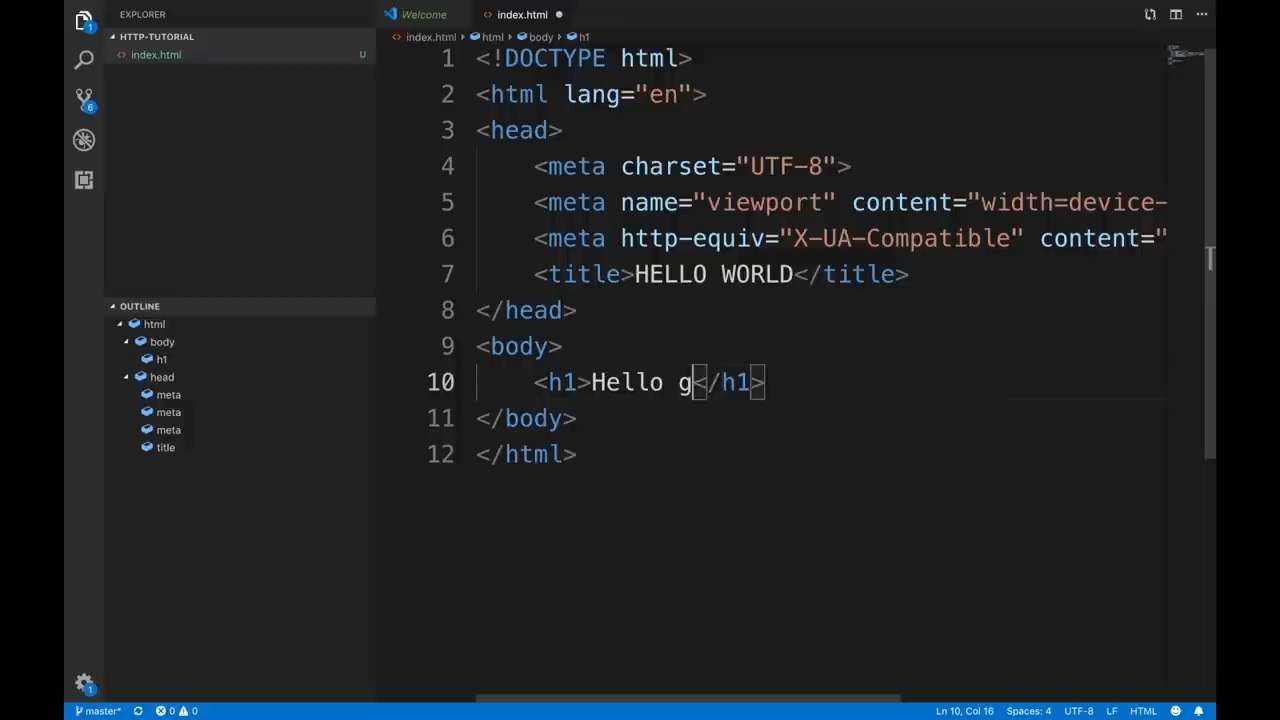 EXPLORER
Welcome
index.html
HTTP-TUTORIAL
index.html U
index.html html body h1
1 <!DOCTYPE html>
2 <html lang="en">
3 <head>
4 <meta charset="UTF-8">
5 <meta name="viewport" content="width=device-
6 <meta http-equiv="X-UA-Compatible" content="
7 <title>HELLO WORLD</title>
8 </head>
9 <body>
10 <h1>Hello g</h1>
11 </body>
12 </html>
OUTLINE
html
body
h1
head
meta
meta
meta
title
1
6
1
master* 0 0 Ln 10, Col 16 Spaces: 4 UTF-8 LF HTML